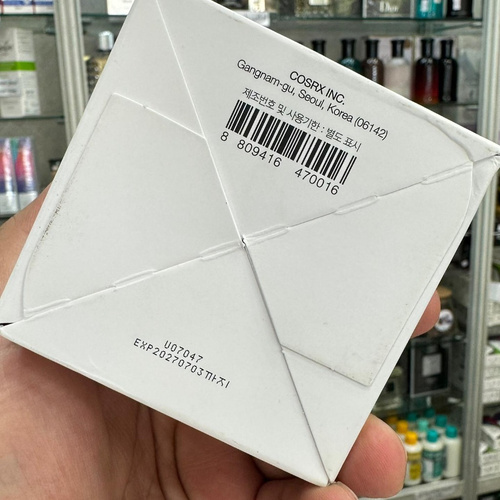 COSRX INC.
Gangnam-gu, Seoul, Korea (06142)
제조번호 및 사용기한 : 별도 표시
8 809416 470016
U07047
EXP20270703까지
Dior